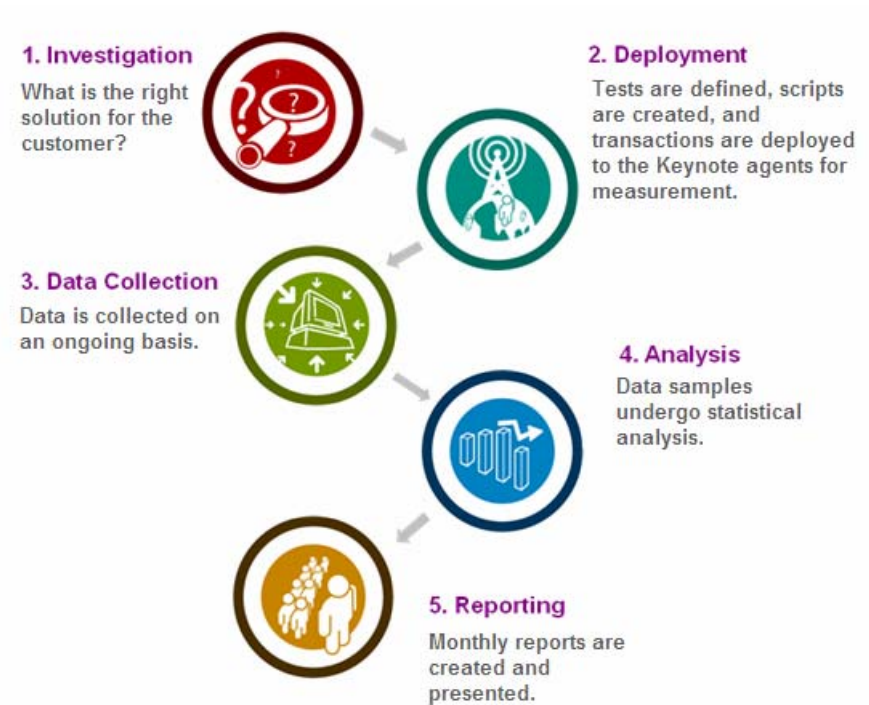 1. Investigation
What is the right
solution for the
customer?
?
?
?
?
2. Deployment
Tests are defined, scripts
are created, and
transactions are deployed
to the Keynote agents for
measurement.
3. Data Collection
Data is collected on
an ongoing basis.
4. Analysis
Data samples
undergo statistical
analysis.
5. Reporting
Monthly reports are
created and
presented.